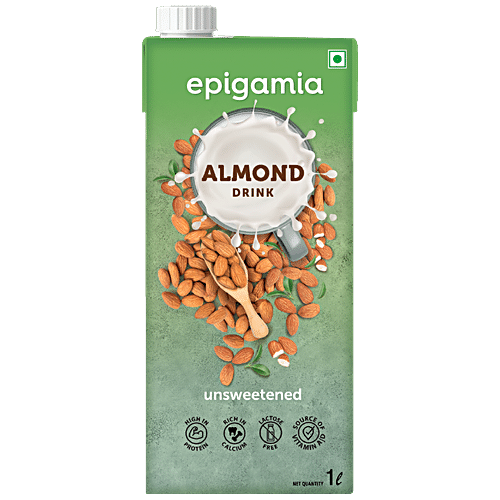 epigamia
ALMOND
DRINK
unsweetened
HIGH IN
PROTEIN
RICH IN
CALCIUM
LACTOSE
FREE
SOURCE OF
VITAMIN A/D
NET QUANTITY 1ℓ